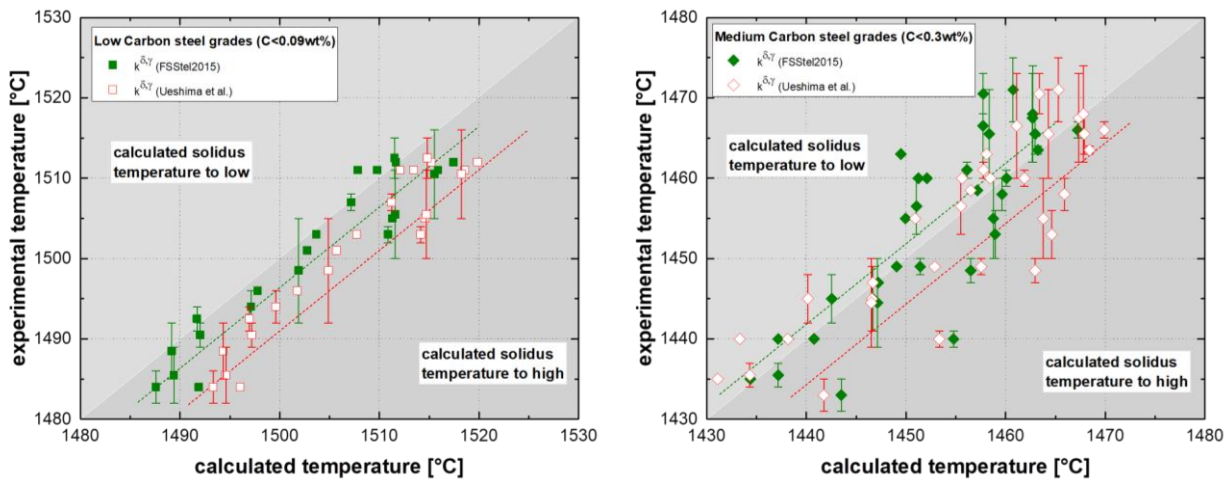 Low Carbon steel grades (C<0.09wt%)
k^δ,γ (FSStel2015)
k^δ,γ (Ueshima et al.)
calculated solidus
temperature to low
calculated solidus
temperature to high
experimental temperature [°C]
1530
1520
1510
1500
1490
1480
1480 1490 1500 1510 1520 1530
calculated temperature [°C]
Medium Carbon steel grades (C<0.3wt%)
k^δ,γ (FSStel2015)
k^δ,γ (Ueshima et al.)
calculated solidus
temperature to low
calculated solidus
temperature to high
experimental temperature [°C]
1480
1470
1460
1450
1440
1430
1430 1440 1450 1460 1470 1480
calculated temperature [°C]